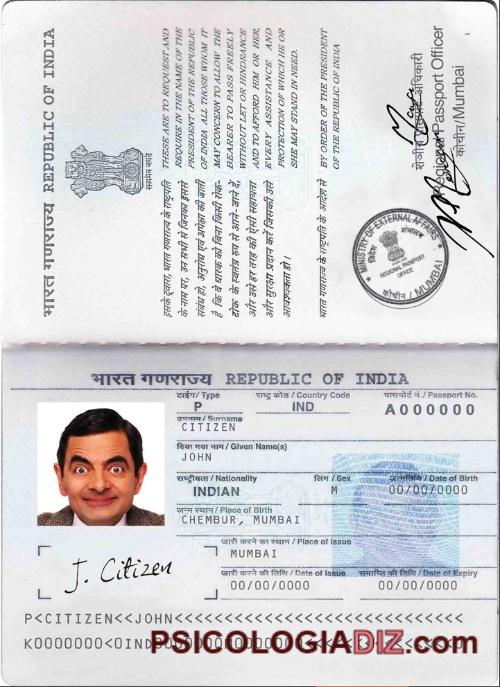 भारत गणराज्य REPUBLIC OF INDIA
सत्यमेव जयते
इसके द्वारा, भारत गणराज्य के राष्ट्रपति
के नाम पर, उन सभी से जिनका इससे
संबंध हो, अनुरोध एवं अपेक्षा की जाती
है कि वे धारक को बिना किसी रोक-
टोक के स्वतंत्र रूप से आने-जाने दें,
और उसे हर तरह की ऐसी सहायता
और सुरक्षा प्रदान करें जिसकी उसे
आवश्यकता हो।
भारत गणराज्य के राष्ट्रपति के आदेश से
THESE ARE TO REQUEST AND
REQUIRE IN THE NAME OF THE
PRESIDENT OF THE REPUBLIC
OF INDIA ALL THOSE WHOM IT
MAY CONCERN TO ALLOW THE
BEARER TO PASS FREELY
WITHOUT LET OR HINDRANCE
AND TO AFFORD HIM OR HER,
EVERY ASSISTANCE AND
PROTECTION OF WHICH HE OR
SHE MAY STAND IN NEED.
BY ORDER OF THE PRESIDENT
OF THE REPUBLIC OF INDIA
MINISTRY OF EXTERNAL AFFAIRS
विदेश मंत्रालय
REGIONAL PASSPORT
OFFICE
कोचीन / MUMBAI
अधिकारी
Passport Officer
कोचीन/Mumbai
भारत गणराज्य REPUBLIC OF INDIA
टाईप/ Type
राष्ट्र कोड / Country Code
पासपोर्ट नं. / Passport No.
P
IND
A000000
उपनाम / Surname
CITIZEN
दिया गया नाम / Given Name(s)
JOHN
राष्ट्रीयता / Nationality
लिंग / Sex
जन्मतिथि / Date of Birth
INDIAN
M
00/00/0000
जन्म स्थान / Place of Birth
CHEMBUR, MUMBAI
जारी करने का स्थान / Place of Issue
MUMBAI
जारी करने की तिथि / Date of Issue
समाप्ति की तिथि / Date of Expiry
00/00/0000
00/00/0000
J. Citizen
P<CITIZEN<<JOHN<<<<<<<<<<<<<<<<<<<<<<<<<<<<
K0000000<0IND
PSICOLOGIADIZ.com